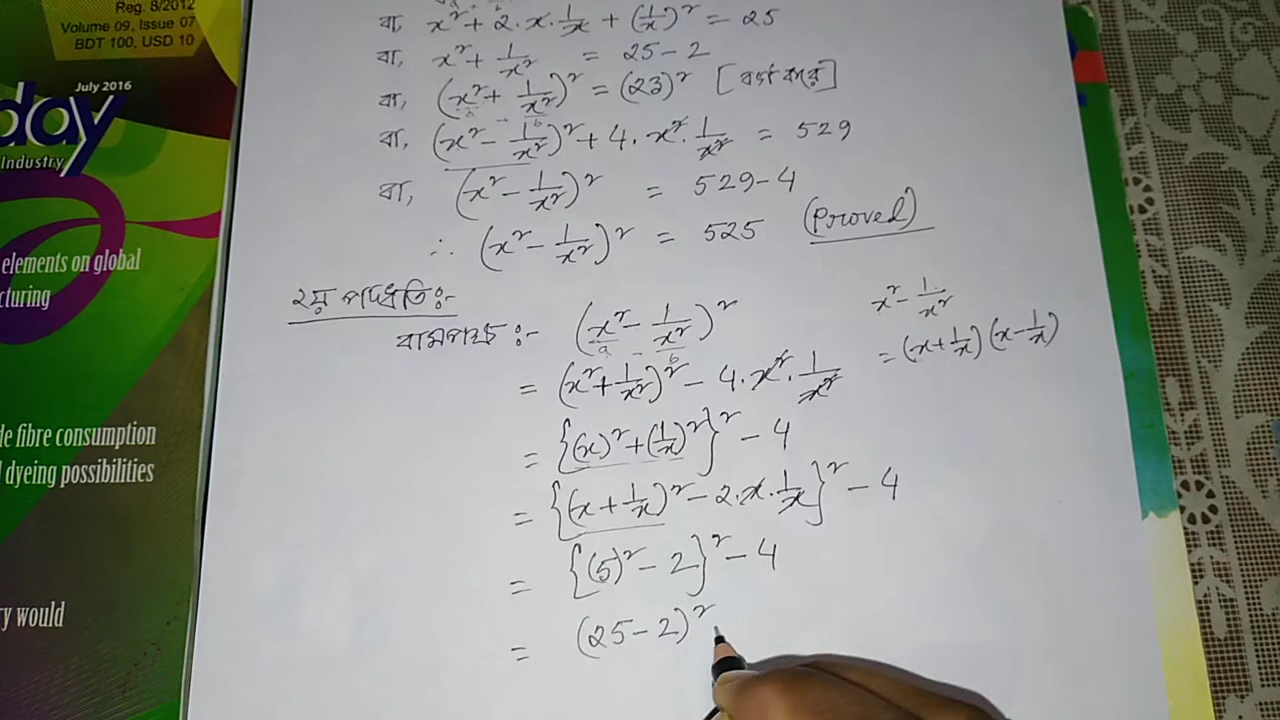 Reg. 8/2012
Volume 09, Issue 07
BDT 100, USD 10
July 2016
day
Industry
elements on global
cturing
le fibre consumption
d dyeing possibilities
ry would
বা, x² + 2·x·1/x + (1/x)² = 25
বা, x² + 1/x² = 25 - 2
বা, (x² + 1/x²)² = (23)² [বর্গ করে]
বা, (x² - 1/x²)² + 4·x²·1/x² = 529
বা, (x² - 1/x²)² = 529 - 4
∴ (x² - 1/x²)² = 525 (Proved)
২য় পদ্ধতিঃ-
বামপক্ষঃ- (x² - 1/x²)²
= (x² + 1/x²)² - 4·x²·1/x²
= {(x)² + (1/x)²}² - 4
= {(x + 1/x)² - 2·x·1/x}² - 4
= {(5)² - 2}² - 4
= (25 - 2)²
x² - 1/x²
= (x + 1/x)(x - 1/x)